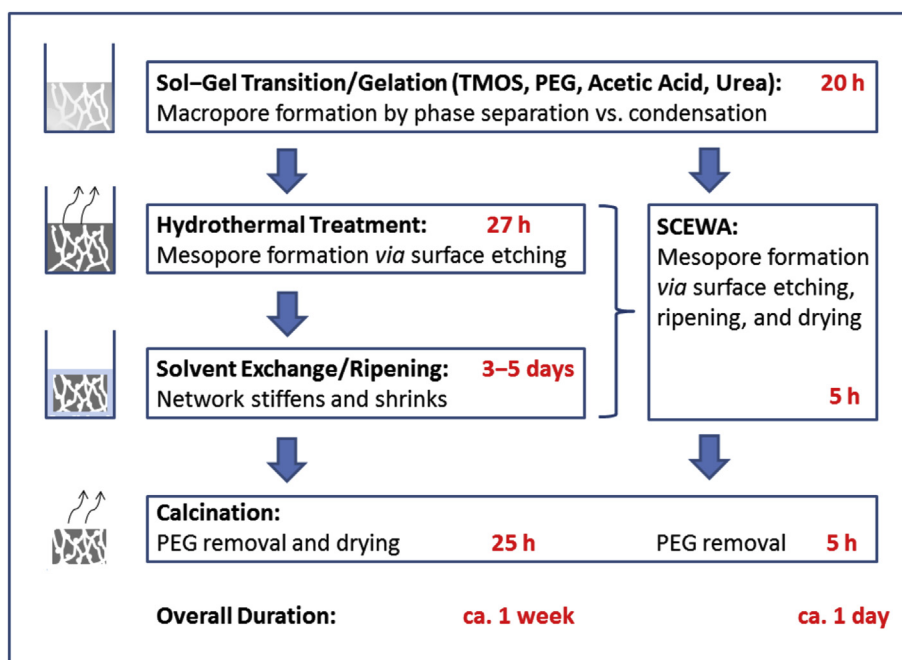 Sol–Gel Transition/Gelation (TMOS, PEG, Acetic Acid, Urea): 20 h
Macropore formation by phase separation vs. condensation
Hydrothermal Treatment: 27 h
Mesopore formation via surface etching
SCEWA:
Mesopore formation
via surface etching,
ripening, and drying
5 h
Solvent Exchange/Ripening: 3–5 days
Network stiffens and shrinks
Calcination:
PEG removal and drying 25 h PEG removal 5 h
Overall Duration: ca. 1 week ca. 1 day